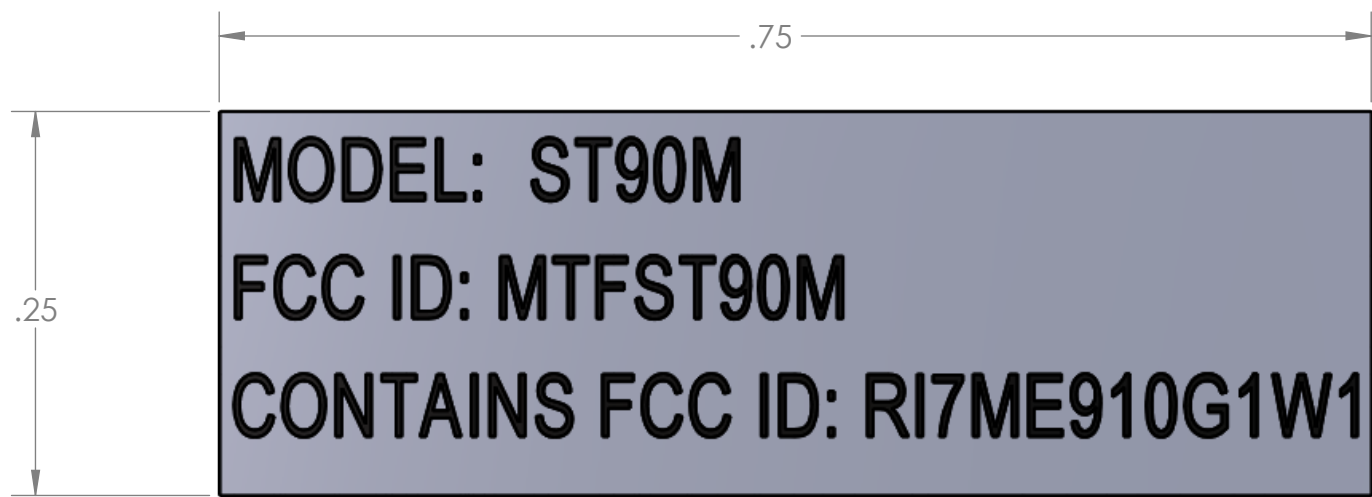 .75
MODEL:  ST90M
.25
FCC ID: MTFST90M
CONTAINS FCC ID: RI7ME910G1W1